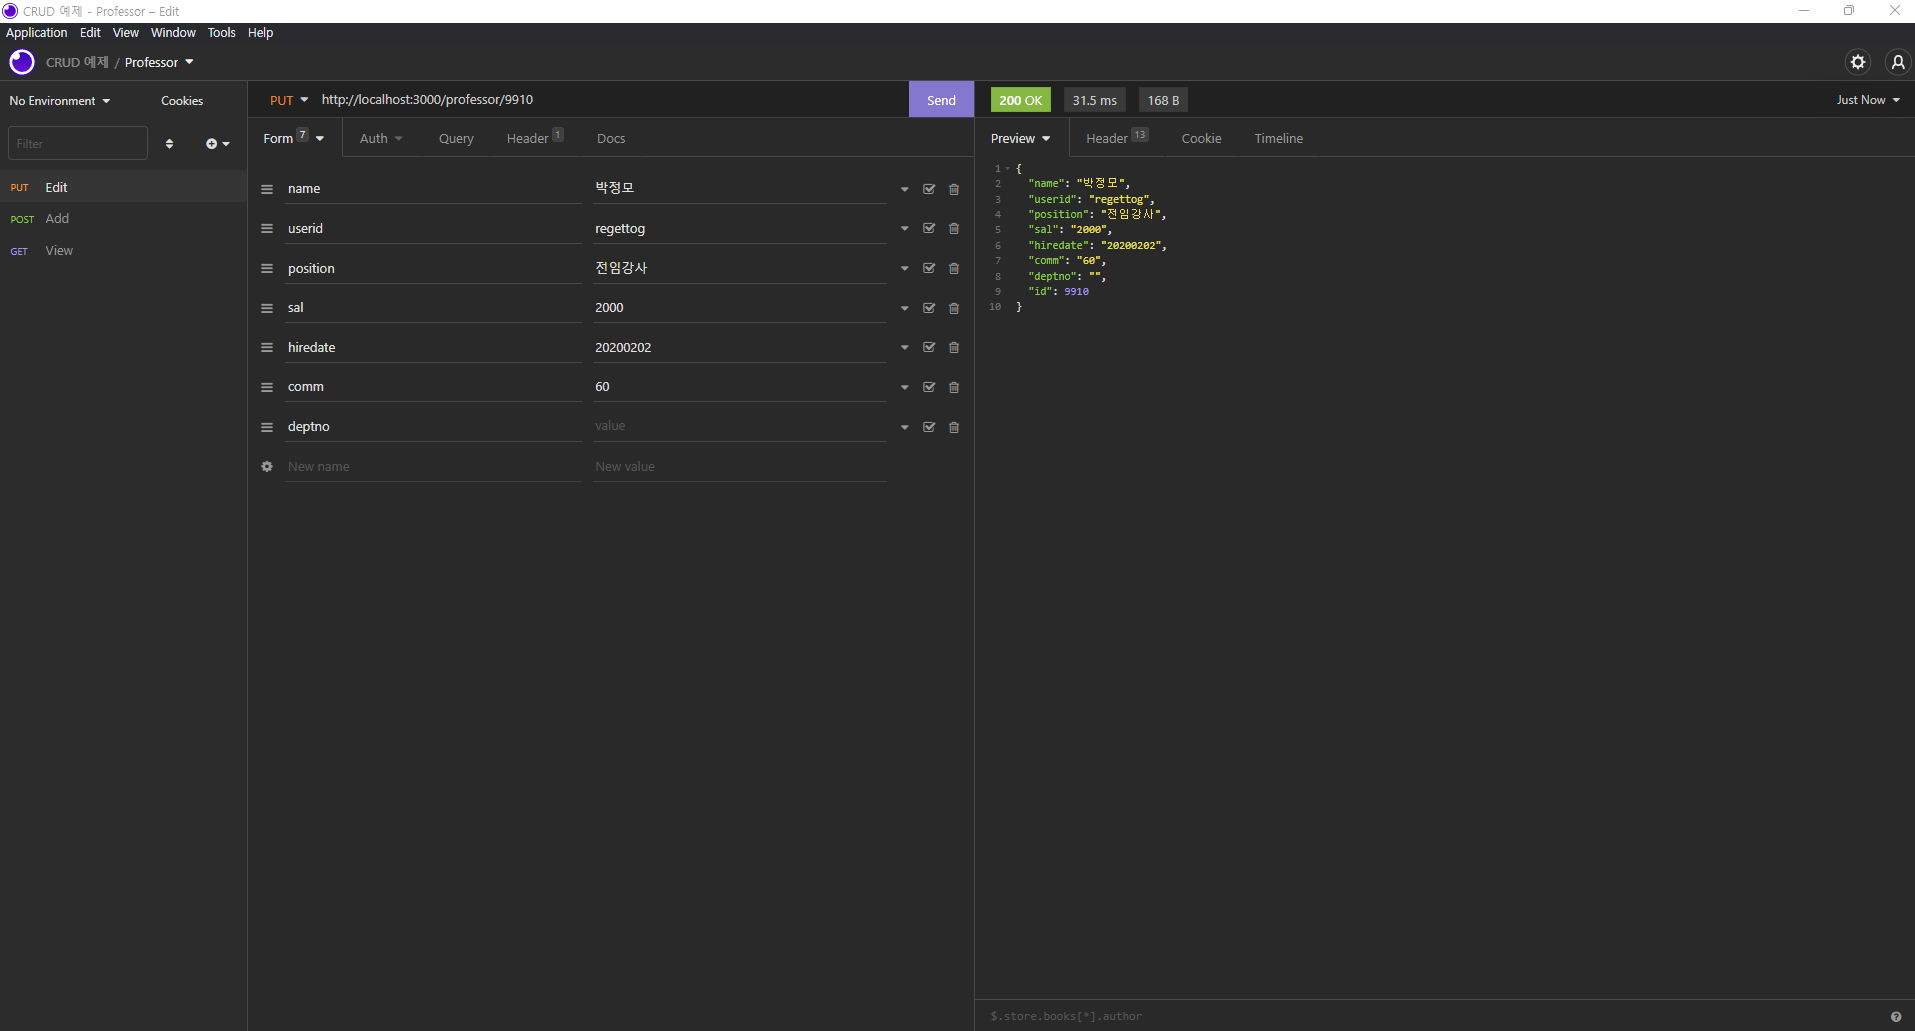 CRUD 예제 - Professor – Edit
Application Edit View Window Tools Help
CRUD 예제 / Professor
No Environment Cookies
PUT http://localhost:3000/professor/9910 Send
200 OK 31.5 ms 168 B Just Now
Filter
Form 7 Auth Query Header 1 Docs
Preview Header 13 Cookie Timeline
PUT Edit
POST Add
GET View
name 박정모
userid regettog
position 전임강사
sal 2000
hiredate 20200202
comm 60
deptno value
New name New value
1 {
2 "name": "박정모",
3 "userid": "regettog",
4 "position": "전임강사",
5 "sal": "2000",
6 "hiredate": "20200202",
7 "comm": "60",
8 "deptno": "",
9 "id": 9910
10 }
$.store.books[*].author